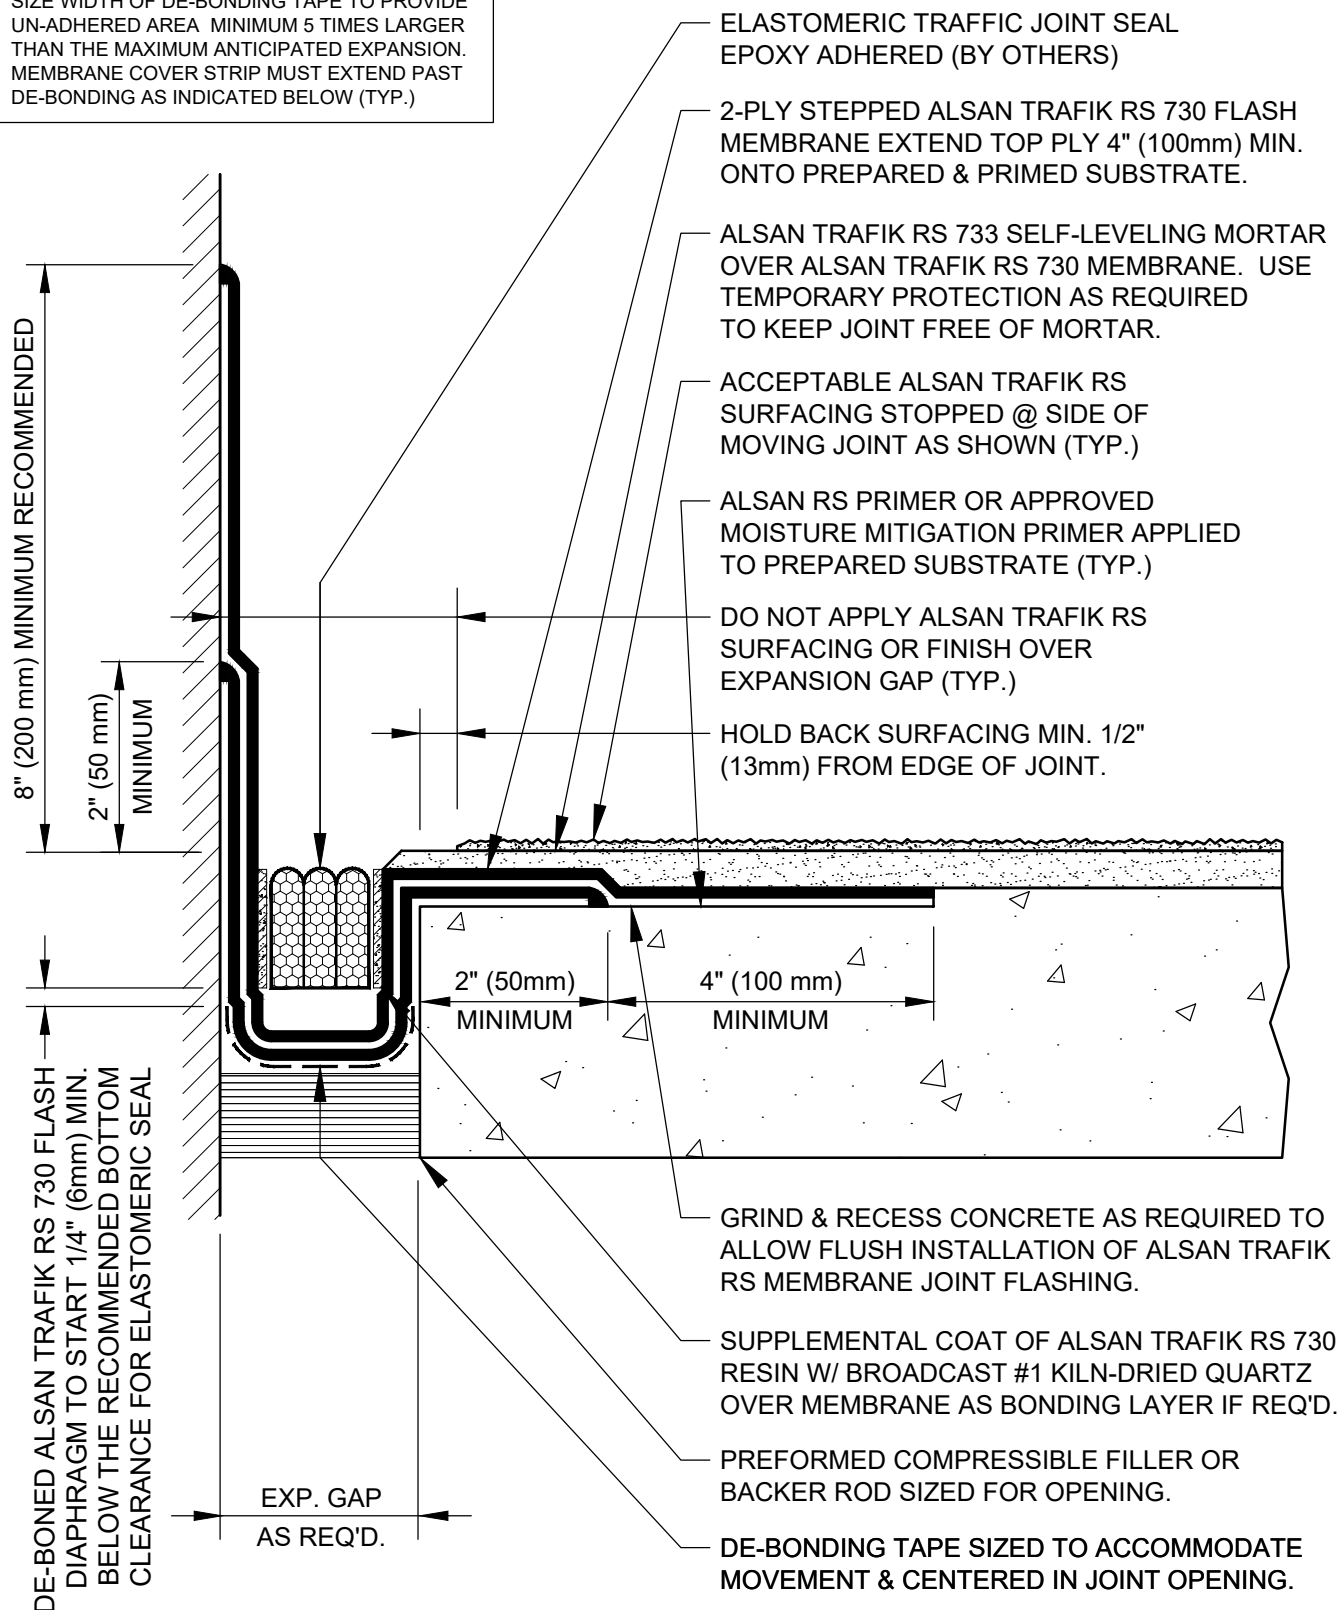 SIZE WIDTH OF DE-BONDING TAPE TO PROVIDE
UN-ADHERED AREA MINIMUM 5 TIMES LARGER
THAN THE MAXIMUM ANTICIPATED EXPANSION.
MEMBRANE COVER STRIP MUST EXTEND PAST
DE-BONDING AS INDICATED BELOW (TYP.)
ELASTOMERIC TRAFFIC JOINT SEAL
EPOXY ADHERED (BY OTHERS)
2-PLY STEPPED ALSAN TRAFIK RS 730 FLASH
MEMBRANE EXTEND TOP PLY 4" (100mm) MIN.
ONTO PREPARED & PRIMED SUBSTRATE.
ALSAN TRAFIK RS 733 SELF-LEVELING MORTAR
OVER ALSAN TRAFIK RS 730 MEMBRANE. USE
TEMPORARY PROTECTION AS REQUIRED
TO KEEP JOINT FREE OF MORTAR.
ACCEPTABLE ALSAN TRAFIK RS
SURFACING STOPPED @ SIDE OF
MOVING JOINT AS SHOWN (TYP.)
ALSAN RS PRIMER OR APPROVED
MOISTURE MITIGATION PRIMER APPLIED
TO PREPARED SUBSTRATE (TYP.)
DO NOT APPLY ALSAN TRAFIK RS
SURFACING OR FINISH OVER
EXPANSION GAP (TYP.)
HOLD BACK SURFACING MIN. 1/2"
(13mm) FROM EDGE OF JOINT.
8" (200 mm) MINIMUM RECOMMENDED
2" (50 mm)
MINIMUM
2" (50mm)
MINIMUM
4" (100 mm)
MINIMUM
DE-BONED ALSAN TRAFIK RS 730 FLASH
DIAPHRAGM TO START 1/4" (6mm) MIN.
BELOW THE RECOMMENDED BOTTOM
CLEARANCE FOR ELASTOMERIC SEAL
EXP. GAP
AS REQ'D.
GRIND & RECESS CONCRETE AS REQUIRED TO
ALLOW FLUSH INSTALLATION OF ALSAN TRAFIK
RS MEMBRANE JOINT FLASHING.
SUPPLEMENTAL COAT OF ALSAN TRAFIK RS 730
RESIN W/ BROADCAST #1 KILN-DRIED QUARTZ
OVER MEMBRANE AS BONDING LAYER IF REQ'D.
PREFORMED COMPRESSIBLE FILLER OR
BACKER ROD SIZED FOR OPENING.
DE-BONDING TAPE SIZED TO ACCOMMODATE
MOVEMENT & CENTERED IN JOINT OPENING.